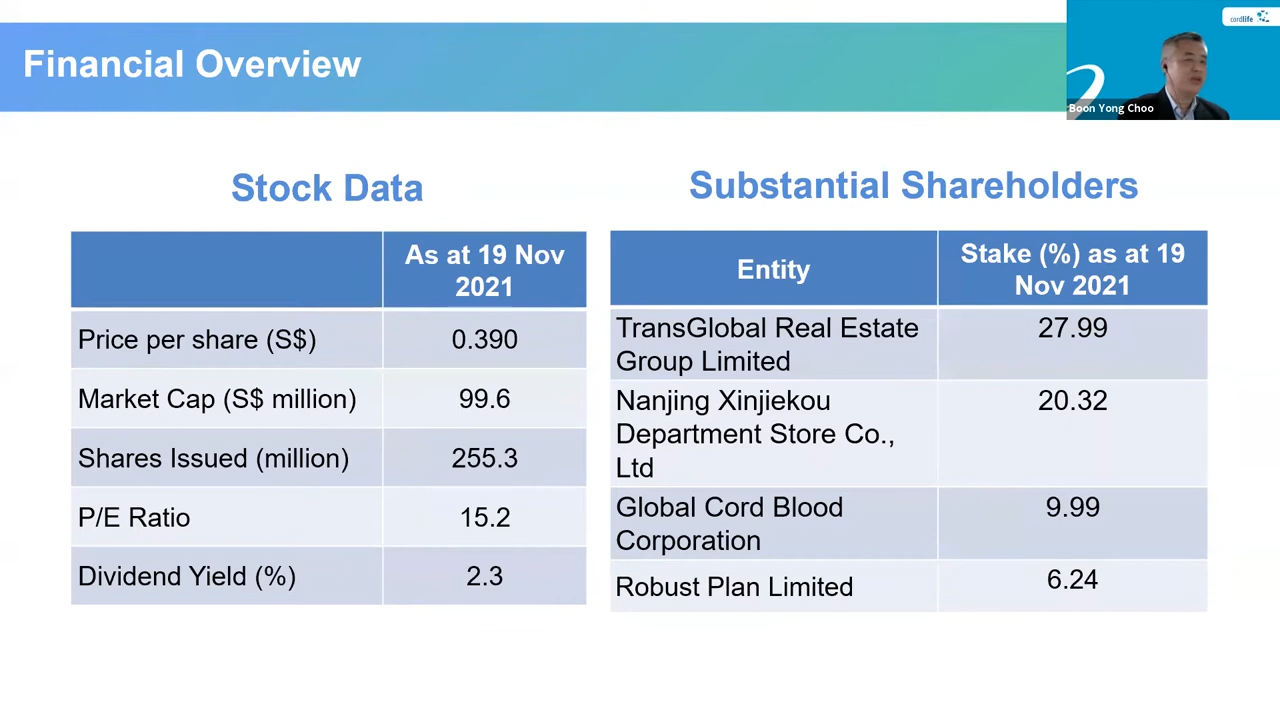 Financial Overview
cordlife
Boon Yong Choo
Stock Data
As at 19 Nov
2021
Price per share (S$) 0.390
Market Cap (S$ million) 99.6
Shares Issued (million) 255.3
P/E Ratio 15.2
Dividend Yield (%) 2.3
Substantial Shareholders
Entity
Stake (%) as at 19
Nov 2021
TransGlobal Real Estate
Group Limited
27.99
Nanjing Xinjiekou
Department Store Co.,
Ltd
20.32
Global Cord Blood
Corporation
9.99
Robust Plan Limited
6.24